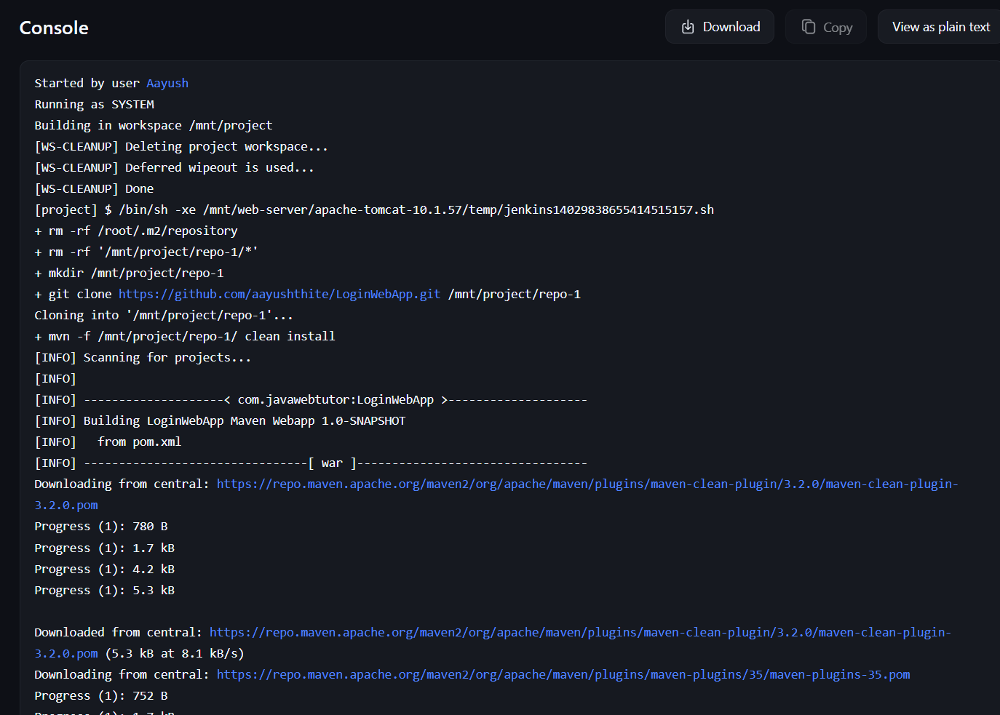 Console
Download
Copy
View as plain text
Started by user Aayush
Running as SYSTEM
Building in workspace /mnt/project
[WS-CLEANUP] Deleting project workspace...
[WS-CLEANUP] Deferred wipeout is used...
[WS-CLEANUP] Done
[project] $ /bin/sh -xe /mnt/web-server/apache-tomcat-10.1.57/temp/jenkins14029838655414515157.sh
+ rm -rf /root/.m2/repository
+ rm -rf '/mnt/project/repo-1/*'
+ mkdir /mnt/project/repo-1
+ git clone https://github.com/aayushthite/LoginWebApp.git /mnt/project/repo-1
Cloning into '/mnt/project/repo-1'...
+ mvn -f /mnt/project/repo-1/ clean install
[INFO] Scanning for projects...
[INFO]
[INFO] --------------------< com.javawebtutor:LoginWebApp >--------------------
[INFO] Building LoginWebApp Maven Webapp 1.0-SNAPSHOT
[INFO]   from pom.xml
[INFO] --------------------------------[ war ]---------------------------------
Downloading from central: https://repo.maven.apache.org/maven2/org/apache/maven/plugins/maven-clean-plugin/3.2.0/maven-clean-plugin-
3.2.0.pom
Progress (1): 780 B
Progress (1): 1.7 kB
Progress (1): 4.2 kB
Progress (1): 5.3 kB
Downloaded from central: https://repo.maven.apache.org/maven2/org/apache/maven/plugins/maven-clean-plugin/3.2.0/maven-clean-plugin-
3.2.0.pom (5.3 kB at 8.1 kB/s)
Downloading from central: https://repo.maven.apache.org/maven2/org/apache/maven/plugins/maven-plugins/35/maven-plugins-35.pom
Progress (1): 752 B
Progress (1): 1.7 kB